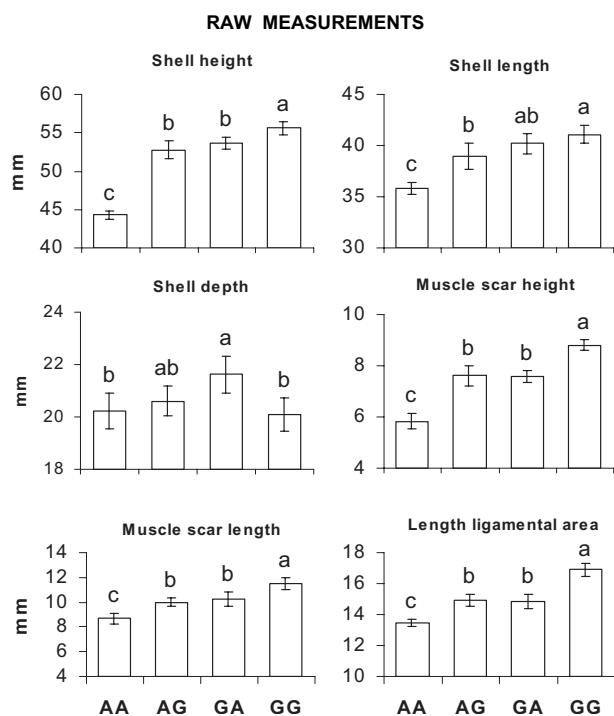 RAW MEASUREMENTS
Shell height
mm
60
55
50
45
40
c
b
b
a
Shell length
45
40
35
30
c
b
ab
a
Shell depth
mm
24
22
20
18
b
ab
a
b
Muscle scar height
10
8
6
4
c
b
b
a
Muscle scar length
mm
14
12
10
8
6
4
c
b
b
a
AA AG GA GG
Length ligamental area
18
16
14
12
10
c
b
b
a
AA AG GA GG